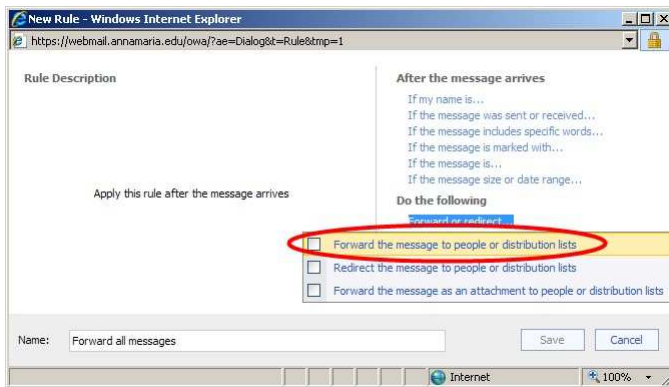 New Rule - Windows Internet Explorer
https://webmail.annamaria.edu/owa/?ae=Dialog&t=Rule&tmp=1
Rule Description
Apply this rule after the message arrives
After the message arrives
If my name is...
If the message was sent or received...
If the message includes specific words...
If the message is marked with...
If the message is...
If the message size or date range...
Do the following
Forward or redirect...
Forward the message to people or distribution lists
Redirect the message to people or distribution lists
Forward the message as an attachment to people or distribution lists
Name: Forward all messages
Save Cancel
Internet 100%